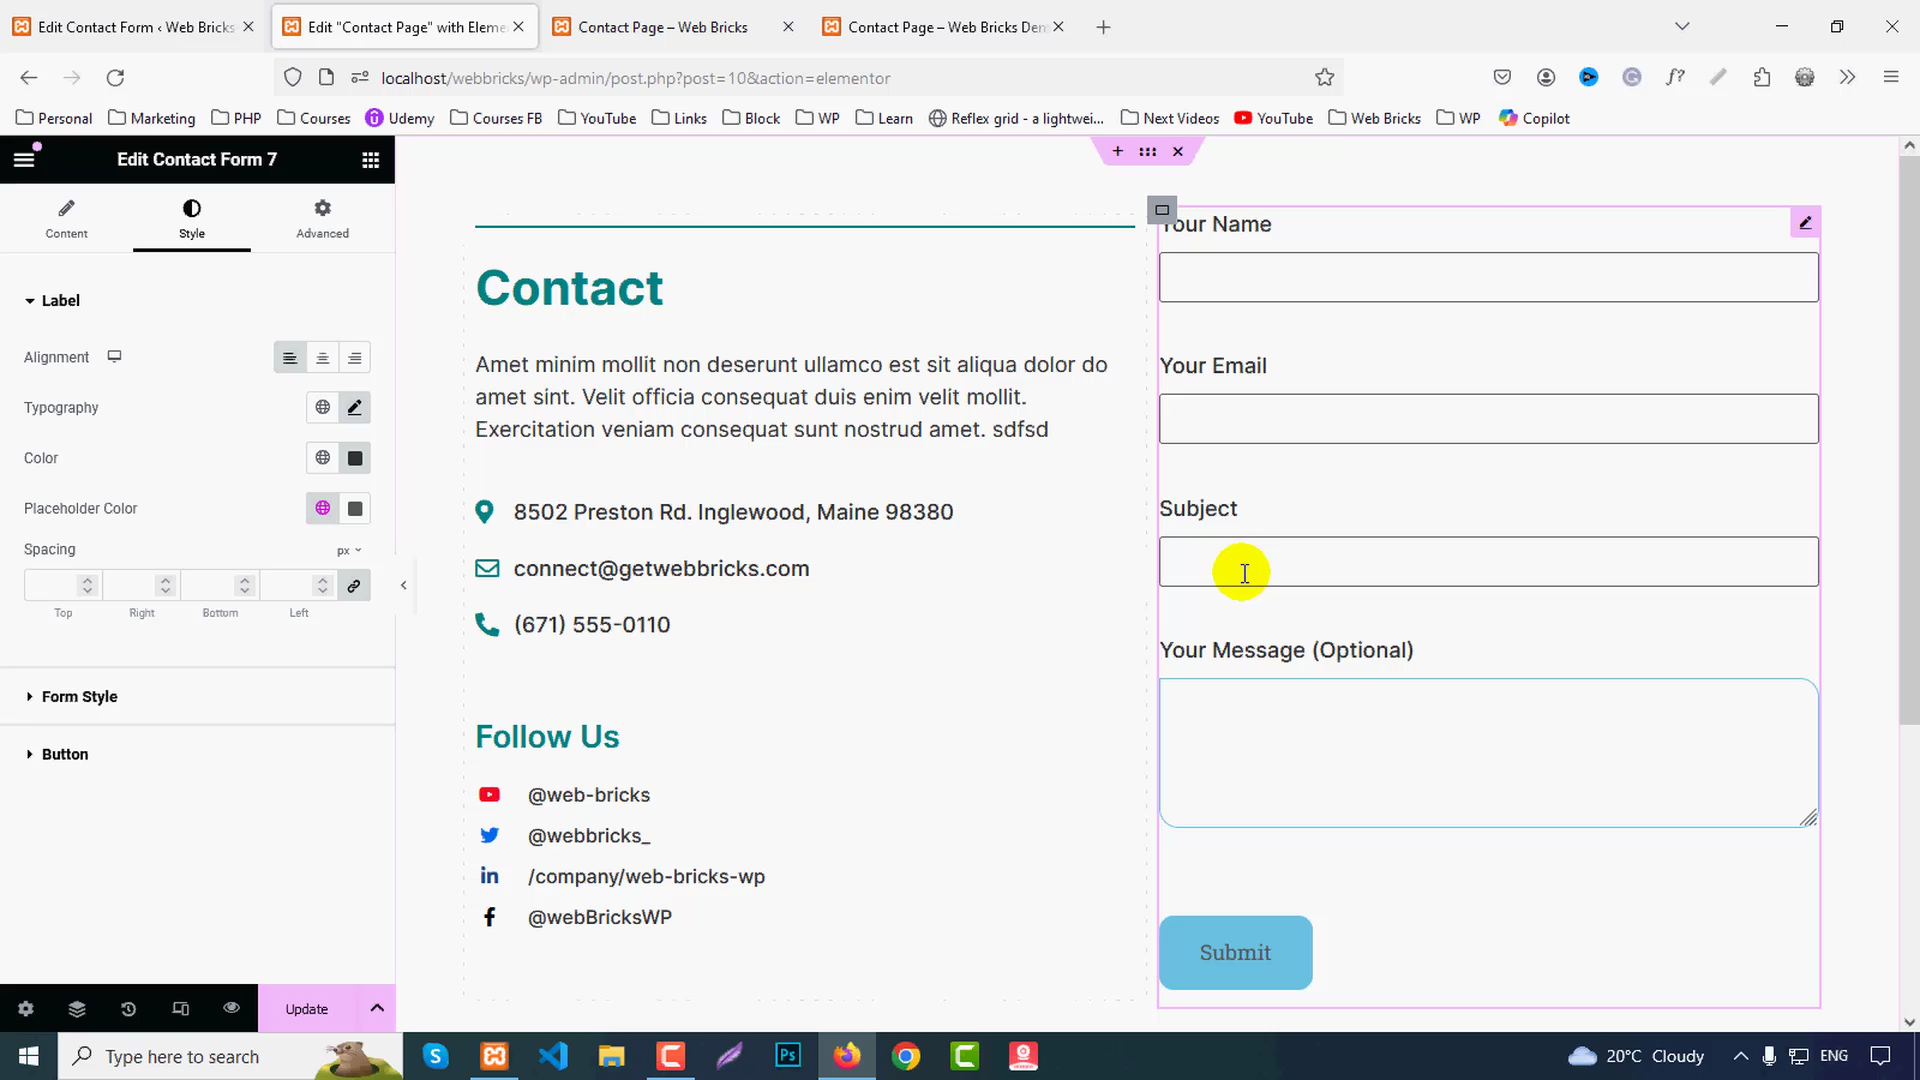 Edit Contact Form ‹ Web Bricks
Edit "Contact Page" with Eleme
Contact Page – Web Bricks
Contact Page – Web Bricks Dem
localhost/webbricks/wp-admin/post.php?post=10&action=elementor
Personal
Marketing
PHP
Courses
Udemy
Courses FB
YouTube
Links
Block
WP
Learn
Reflex grid - a lightwei...
Next Videos
YouTube
Web Bricks
WP
Copilot
Edit Contact Form 7
Content
Style
Advanced
Label
Alignment
Typography
Color
Placeholder Color
Spacing
px
Top
Right
Bottom
Left
Form Style
Button
Update
Contact
Amet minim mollit non deserunt ullamco est sit aliqua dolor do
amet sint. Velit officia consequat duis enim velit mollit.
Exercitation veniam consequat sunt nostrud amet. sdfsd
8502 Preston Rd. Inglewood, Maine 98380
connect@getwebbricks.com
(671) 555-0110
Follow Us
@web-bricks
@webbricks_
/company/web-bricks-wp
@webBricksWP
Your Name
Your Email
Subject
Your Message (Optional)
Submit
Type here to search
20°C Cloudy
ENG